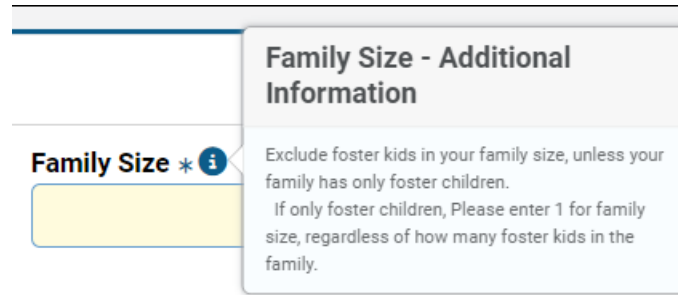 Family Size - Additional
Information
Family Size *
Exclude foster kids in your family size, unless your
family has only foster children.
If only foster children, Please enter 1 for family
size, regardless of how many foster kids in the
family.